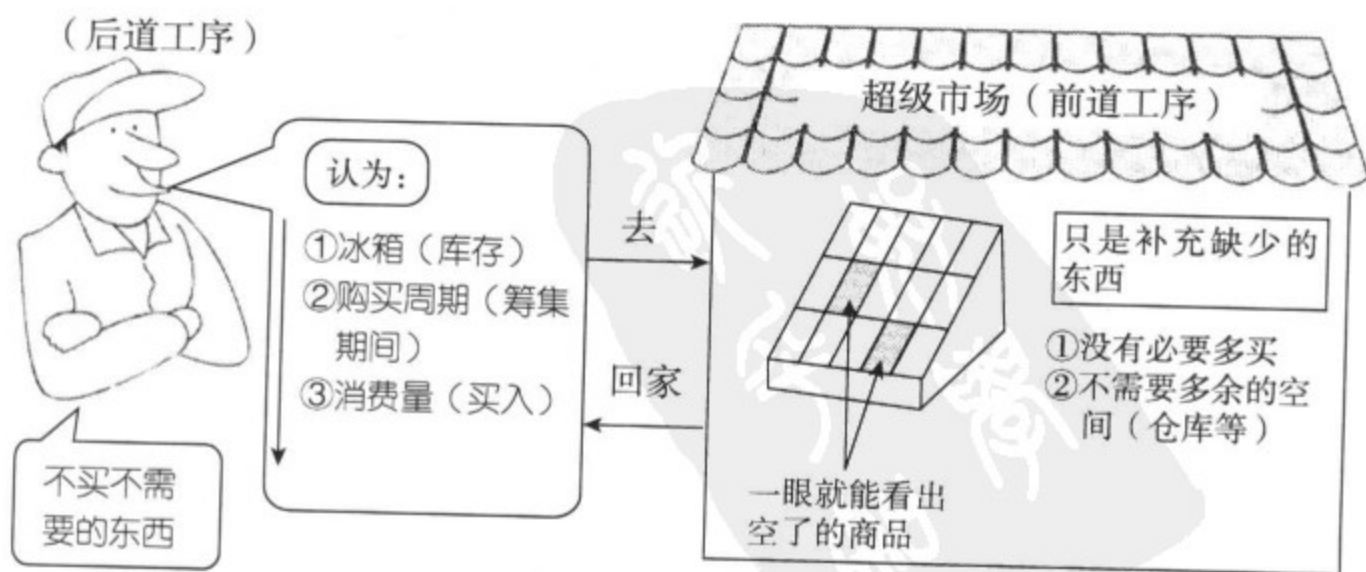 （后道工序）
认为：
①冰箱（库存）
②购买周期（筹集
期间）
③消费量（买入）
不买不需
要的东西
去
回家
超级市场（前道工序）
只是补充缺少的
东西
①没有必要多买
②不需要多余的空
间（仓库等）
一眼就能看出
空了的商品